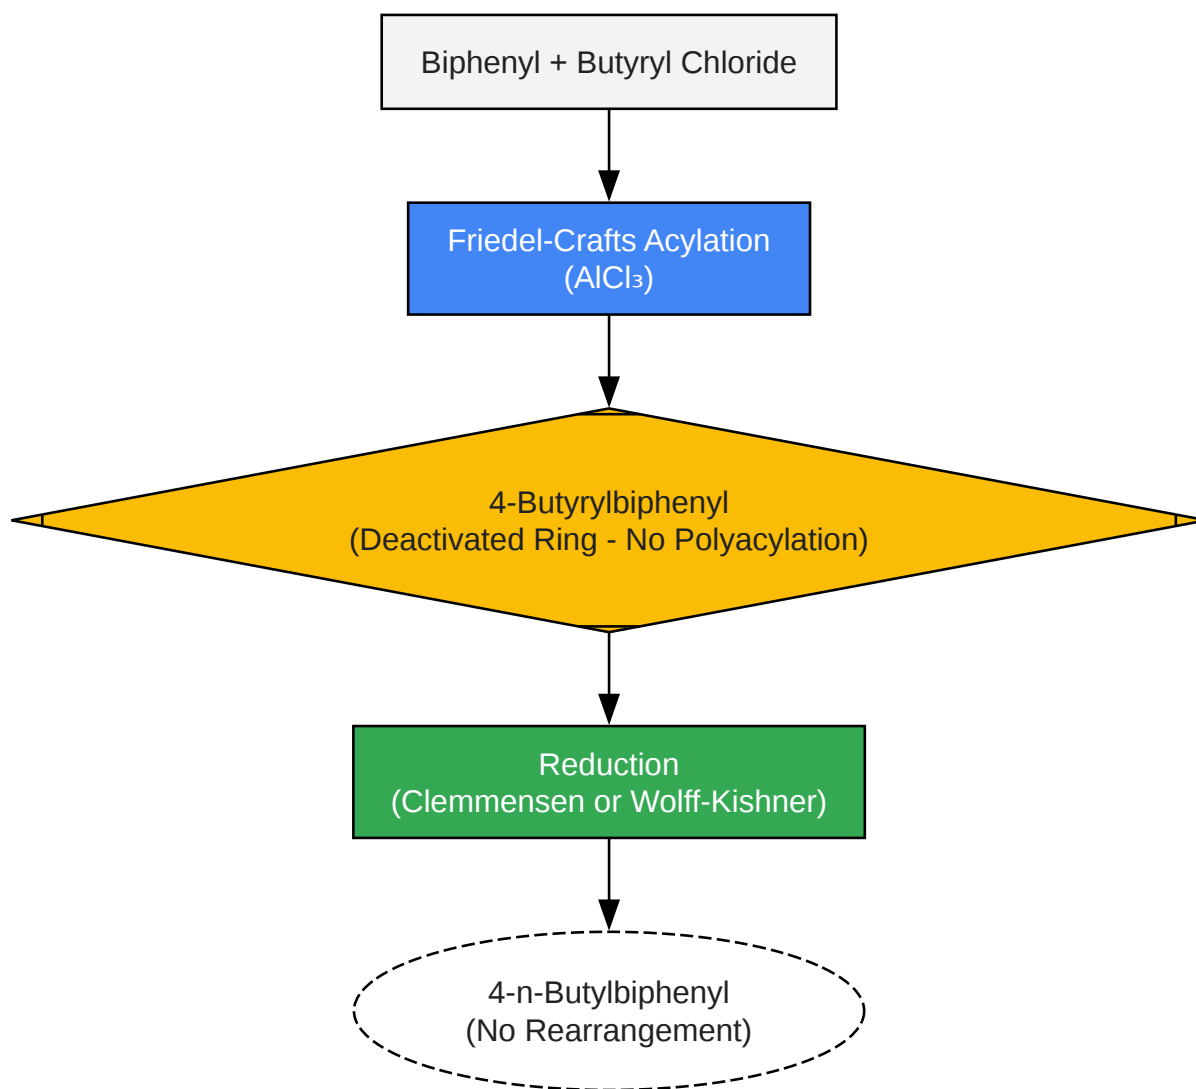 Biphenyl + Butyryl Chloride
Friedel-Crafts Acylation
(AlCl₃)
4-Butyrylbiphenyl
(Deactivated Ring - No Polyacylation)
Reduction
(Clemmensen or Wolff-Kishner)
4-n-Butylbiphenyl
(No Rearrangement)